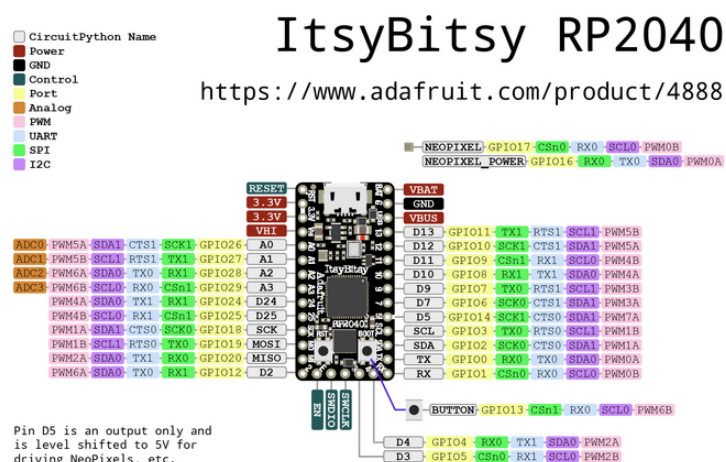 ItsyBitsy RP2040
https://www.adafruit.com/product/4888
CircuitPython Name
Power
GND
Control
Port
Analog
PWM
UART
SPI
I2C
NEOPIXEL GPIO17 CSn0 RX0 SCL0 PWM0B
NEOPIXEL_POWER GPIO16 RX0 TX0 SDA0 PWM0A
RESET
3.3V
3.3V
VHI
ADC0 PWM5A SDA1 CTS1 SCK1 GPIO26 A0
ADC1 PWM5B SCL1 RTS1 TX1 GPIO27 A1
ADC2 PWM6A SDA0 TX0 RX1 GPIO28 A2
ADC3 PWM6B SCL0 RX0 CSn1 GPIO29 A3
PWM4A SDA0 TX1 RX1 GPIO24 D24
PWM4B SCL0 RX1 CSn1 GPIO25 D25
PWM1A SDA1 CTS0 SCK0 GPIO18 SCK
PWM1B SCL1 RTS0 TX0 GPIO19 MOSI
PWM2A SDA0 TX1 RX0 GPIO20 MISO
PWM6A SDA0 TX0 RX1 GPIO12 D2
VBAT
GND
VBUS
D13 GPIO11 TX1 RTS1 SCL1 PWM5B
D12 GPIO10 SCK1 CTS1 SDA1 PWM5A
D11 GPIO9 CSn1 RX1 SCL0 PWM4B
D10 GPIO8 RX1 TX1 SDA0 PWM4A
D9 GPIO7 TX0 RTS1 SCL1 PWM3B
D7 GPIO6 SCK0 CTS1 SDA1 PWM3A
D5 GPIO14 SCK1 CTS0 SDA1 PWM7A
SCL GPIO3 TX0 RTS0 SCL1 PWM1B
SDA GPIO2 SCK0 CTS0 SDA1 PWM1A
TX GPIO0 RX0 TX0 SDA0 PWM0A
RX GPIO1 CSn0 RX0 SCL0 PWM0B
ItsyBitsy
Adafruit
RP2040
RST
BOOT
EN
SWDIO
SWCLK
BUTTON GPIO13 CSn1 RX0 SCL0 PWM6B
D4 GPIO4 RX0 TX1 SDA0 PWM2A
D3 GPIO5 CSn0 RX1 SCL0 PWM2B
Pin D5 is an output only and
is level shifted to 5V for
driving NeoPixels, etc.